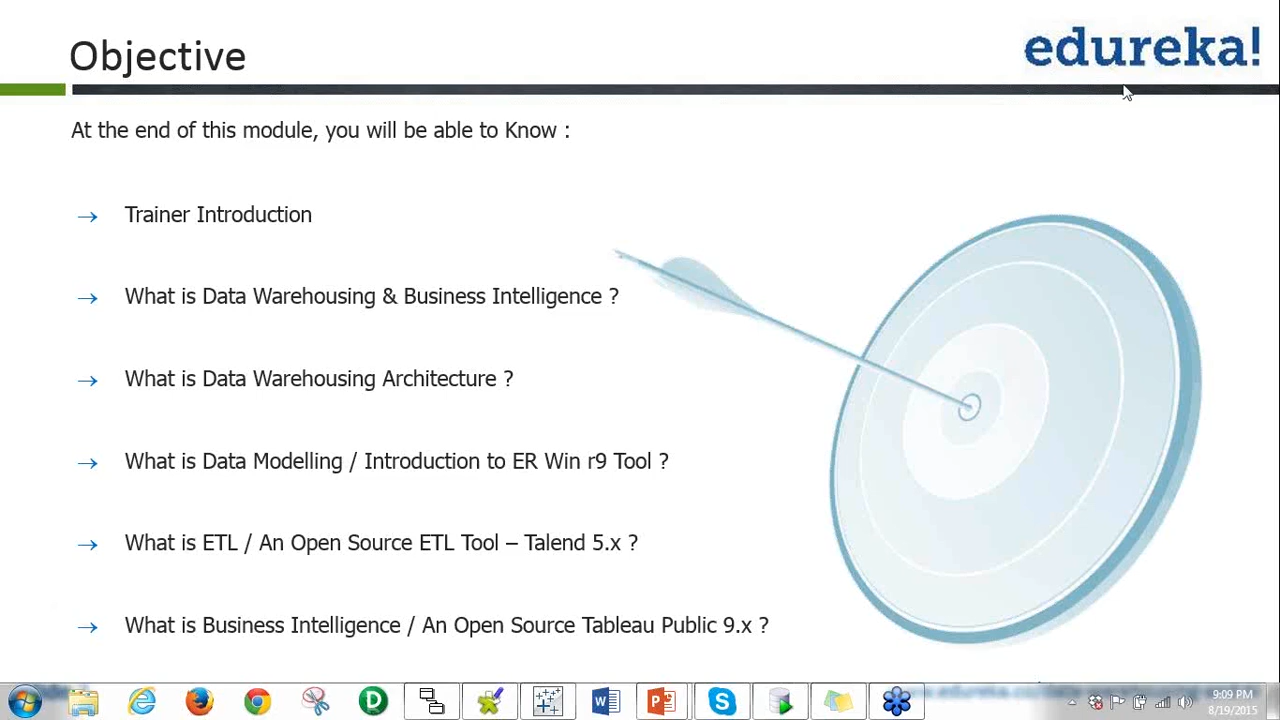 Objective
edureka!
At the end of this module, you will be able to Know :
→ Trainer Introduction
→ What is Data Warehousing & Business Intelligence ?
→ What is Data Warehousing Architecture ?
→ What is Data Modelling / Introduction to ER Win r9 Tool ?
→ What is ETL / An Open Source ETL Tool – Talend 5.x ?
→ What is Business Intelligence / An Open Source Tableau Public 9.x ?
9:09 PM
8/19/2015